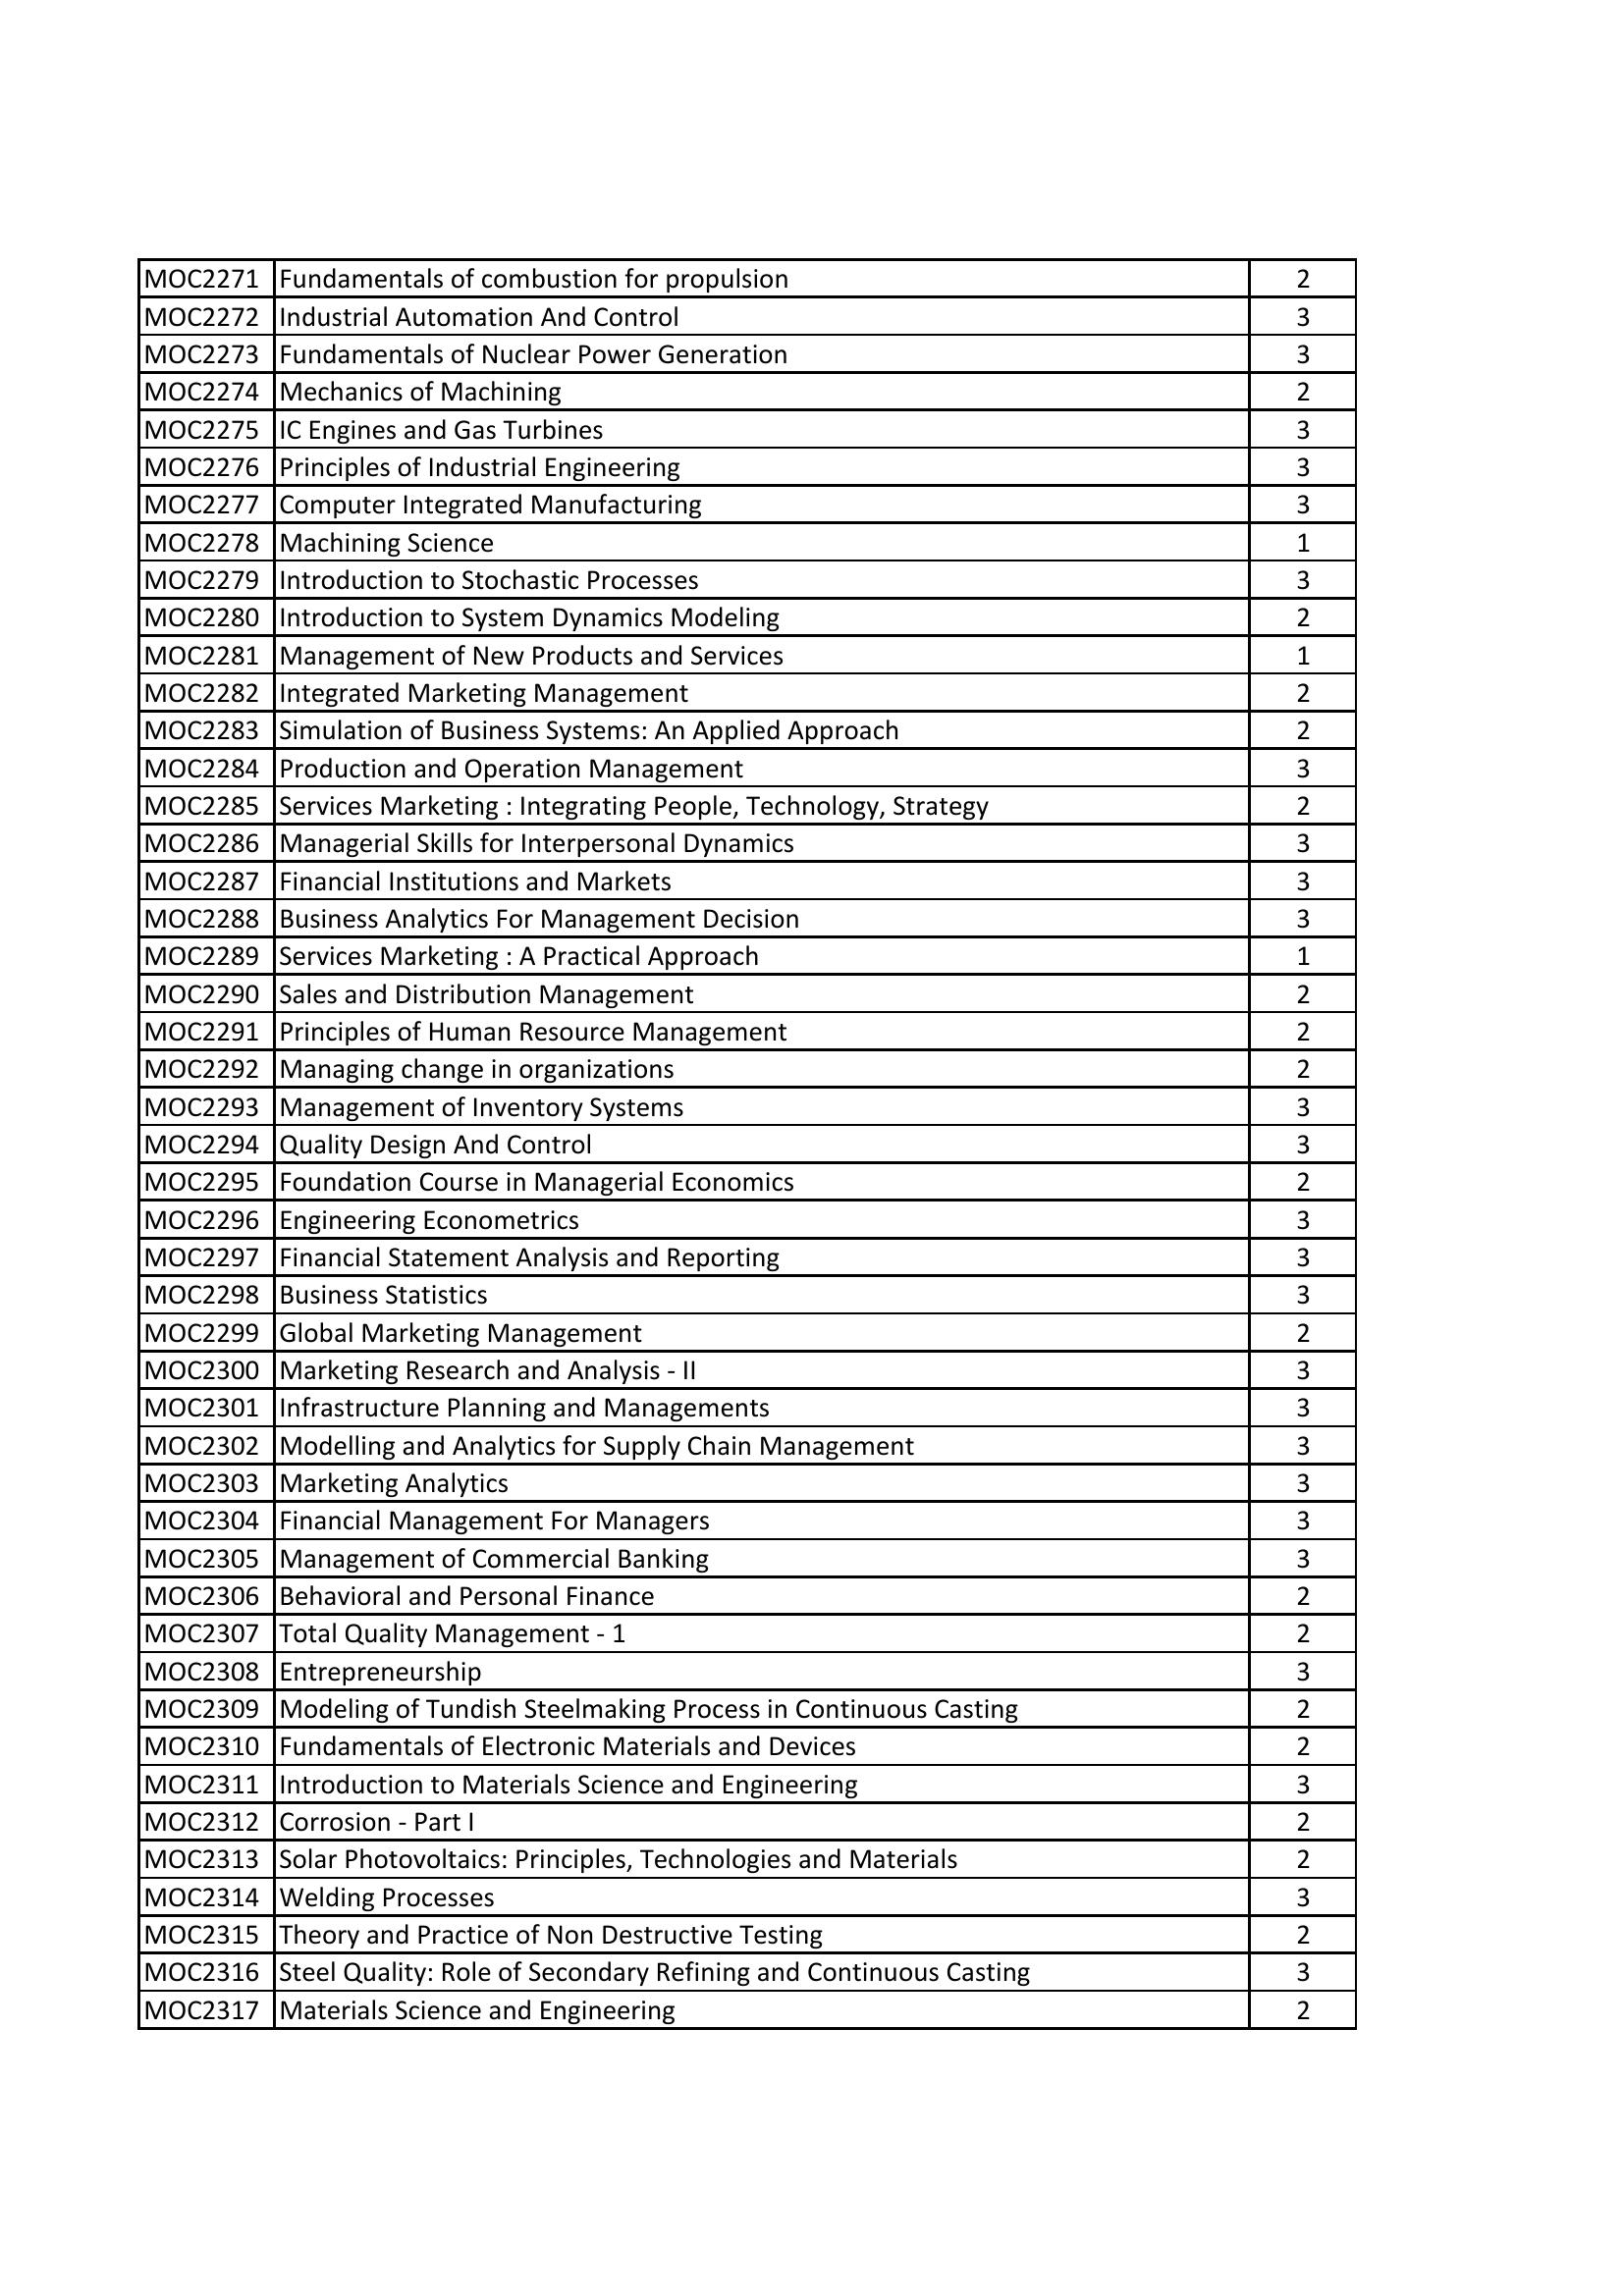 MOC2271 Fundamentals of combustion for propulsion 2
MOC2272 Industrial Automation And Control 3
MOC2273 Fundamentals of Nuclear Power Generation 3
MOC2274 Mechanics of Machining 2
MOC2275 IC Engines and Gas Turbines 3
MOC2276 Principles of Industrial Engineering 3
MOC2277 Computer Integrated Manufacturing 3
MOC2278 Machining Science 1
MOC2279 Introduction to Stochastic Processes 3
MOC2280 Introduction to System Dynamics Modeling 2
MOC2281 Management of New Products and Services 1
MOC2282 Integrated Marketing Management 2
MOC2283 Simulation of Business Systems: An Applied Approach 2
MOC2284 Production and Operation Management 3
MOC2285 Services Marketing : Integrating People, Technology, Strategy 2
MOC2286 Managerial Skills for Interpersonal Dynamics 3
MOC2287 Financial Institutions and Markets 3
MOC2288 Business Analytics For Management Decision 3
MOC2289 Services Marketing : A Practical Approach 1
MOC2290 Sales and Distribution Management 2
MOC2291 Principles of Human Resource Management 2
MOC2292 Managing change in organizations 2
MOC2293 Management of Inventory Systems 3
MOC2294 Quality Design And Control 3
MOC2295 Foundation Course in Managerial Economics 2
MOC2296 Engineering Econometrics 3
MOC2297 Financial Statement Analysis and Reporting 3
MOC2298 Business Statistics 3
MOC2299 Global Marketing Management 2
MOC2300 Marketing Research and Analysis - II 3
MOC2301 Infrastructure Planning and Managements 3
MOC2302 Modelling and Analytics for Supply Chain Management 3
MOC2303 Marketing Analytics 3
MOC2304 Financial Management For Managers 3
MOC2305 Management of Commercial Banking 3
MOC2306 Behavioral and Personal Finance 2
MOC2307 Total Quality Management - 1 2
MOC2308 Entrepreneurship 3
MOC2309 Modeling of Tundish Steelmaking Process in Continuous Casting 2
MOC2310 Fundamentals of Electronic Materials and Devices 2
MOC2311 Introduction to Materials Science and Engineering 3
MOC2312 Corrosion - Part I 2
MOC2313 Solar Photovoltaics: Principles, Technologies and Materials 2
MOC2314 Welding Processes 3
MOC2315 Theory and Practice of Non Destructive Testing 2
MOC2316 Steel Quality: Role of Secondary Refining and Continuous Casting 3
MOC2317 Materials Science and Engineering 2